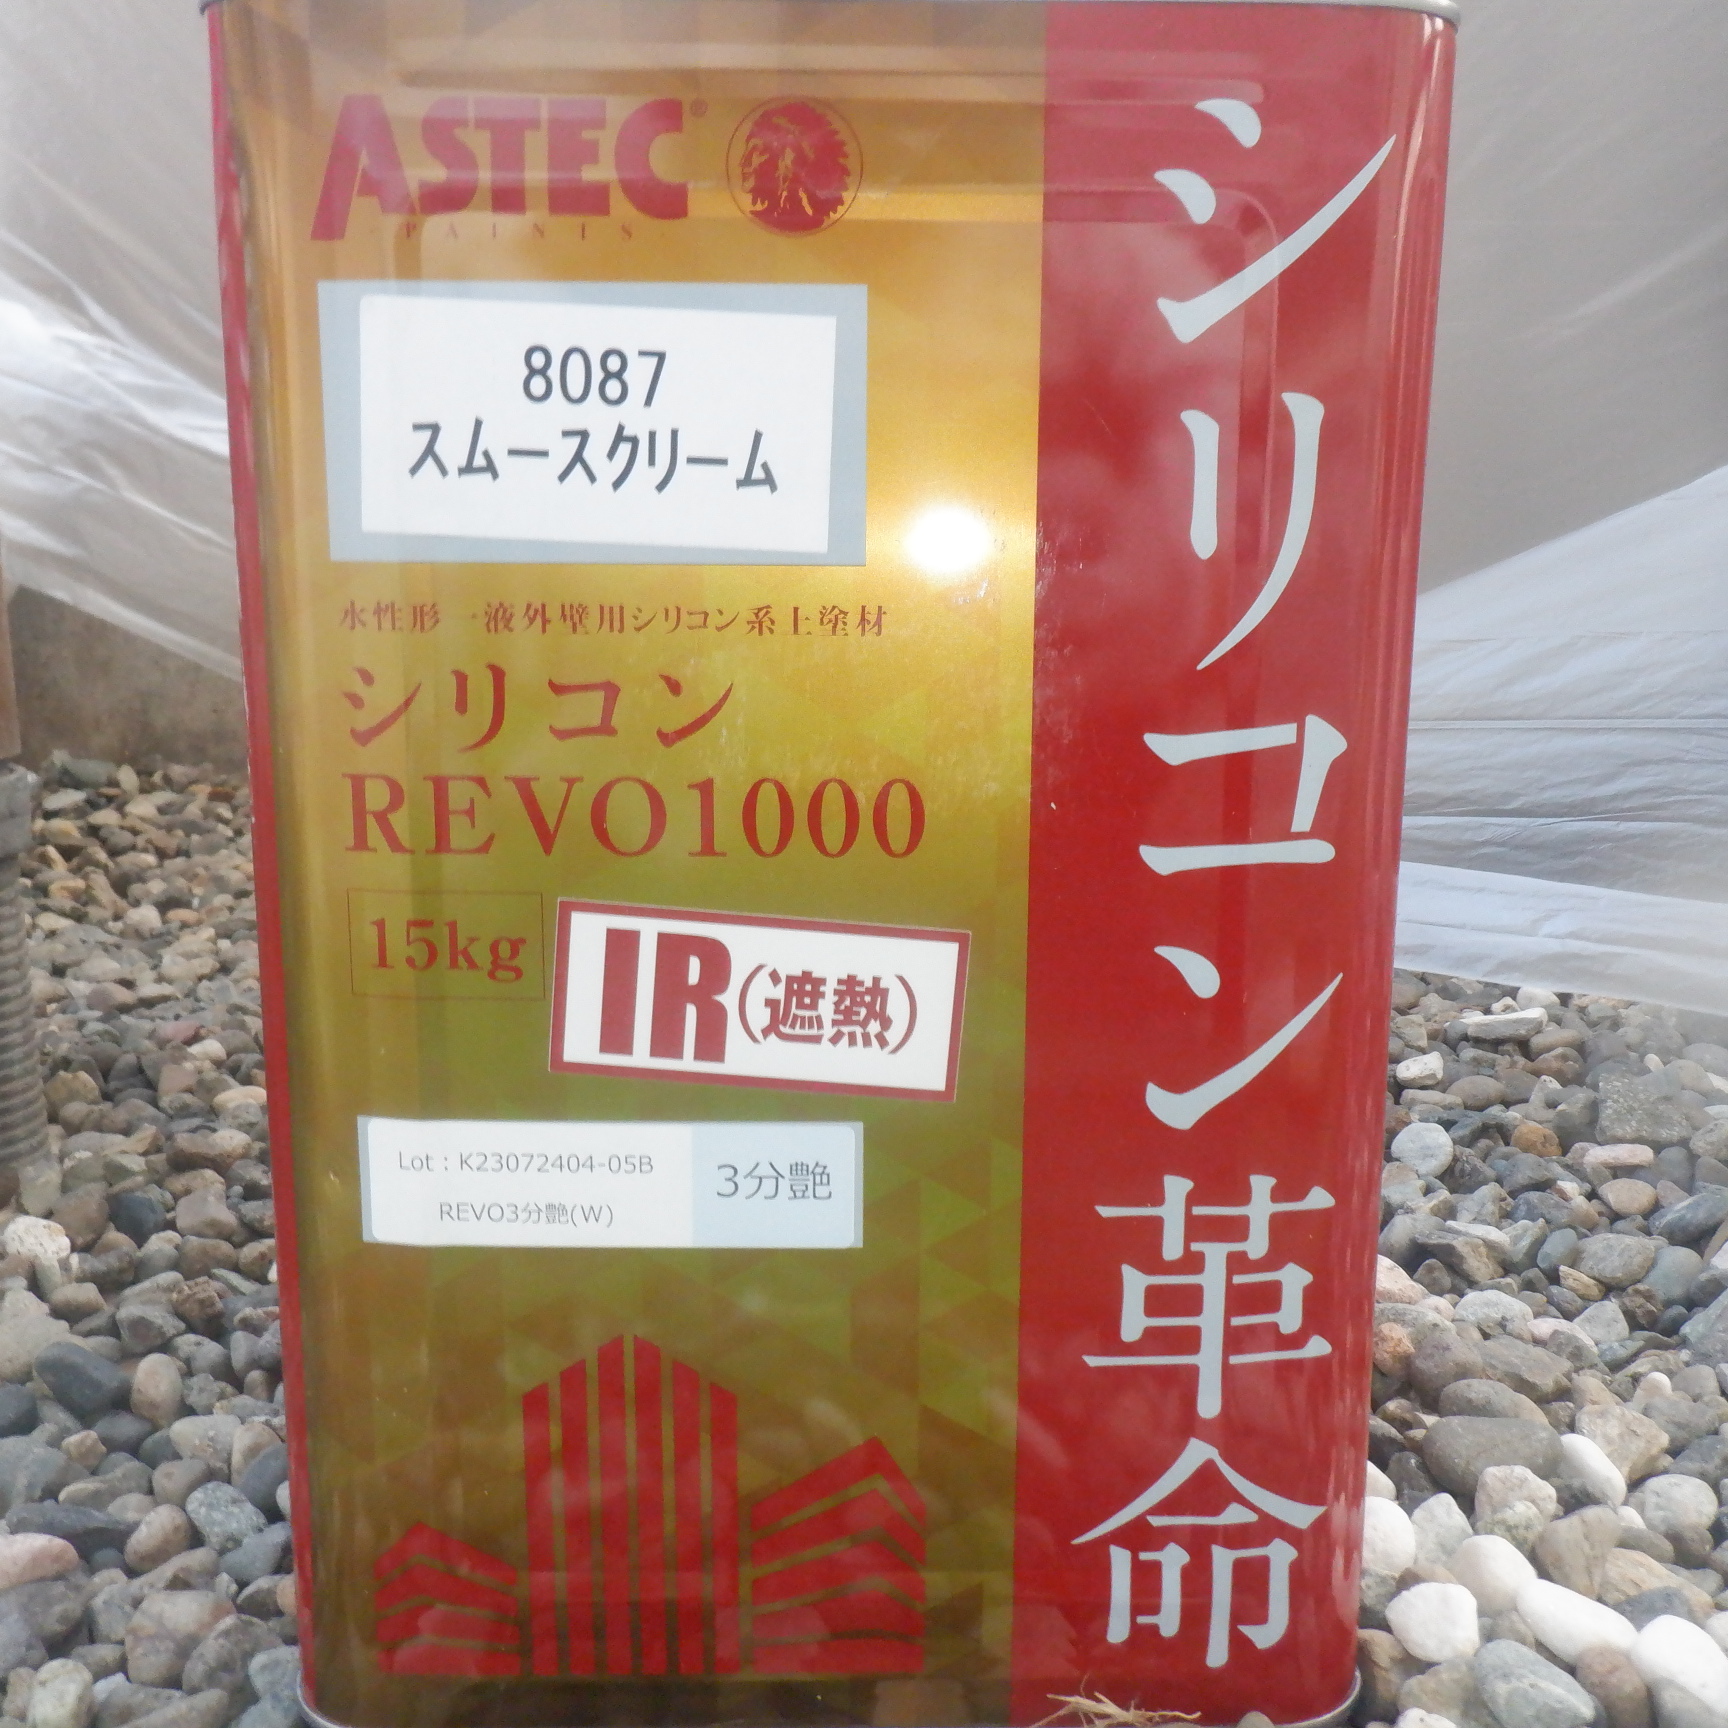 ASTEC®
PAINTS
8087
スムースクリーム
水性形一液外壁用シリコン系上塗材
シリコン
REVO1000
15kg
IR(遮熱)
Lot : K23072404-05B
REVO3分艶(W)
3分艶
シリコン革命